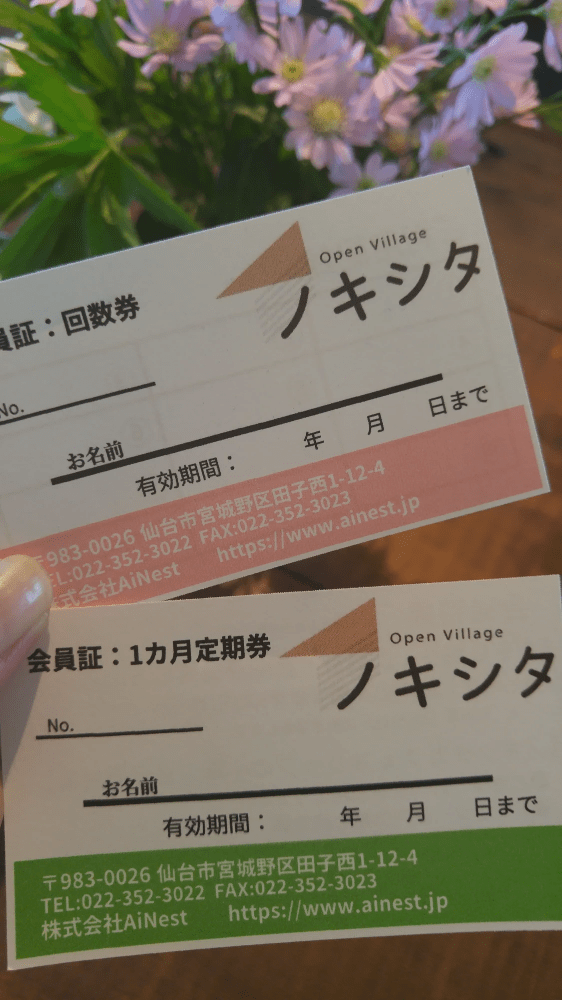 Open Village
ノキシタ
員証：回数券
No.
お名前
有効期間： 年 月 日まで
〒983-0026 仙台市宮城野区田子西1-12-4
TEL:022-352-3022 FAX:022-352-3023
株式会社AiNest https://www.ainest.jp
Open Village
ノキシタ
会員証：1カ月定期券
No.
お名前
有効期間： 年 月 日まで
〒983-0026 仙台市宮城野区田子西1-12-4
TEL:022-352-3022 FAX:022-352-3023
株式会社AiNest https://www.ainest.jp